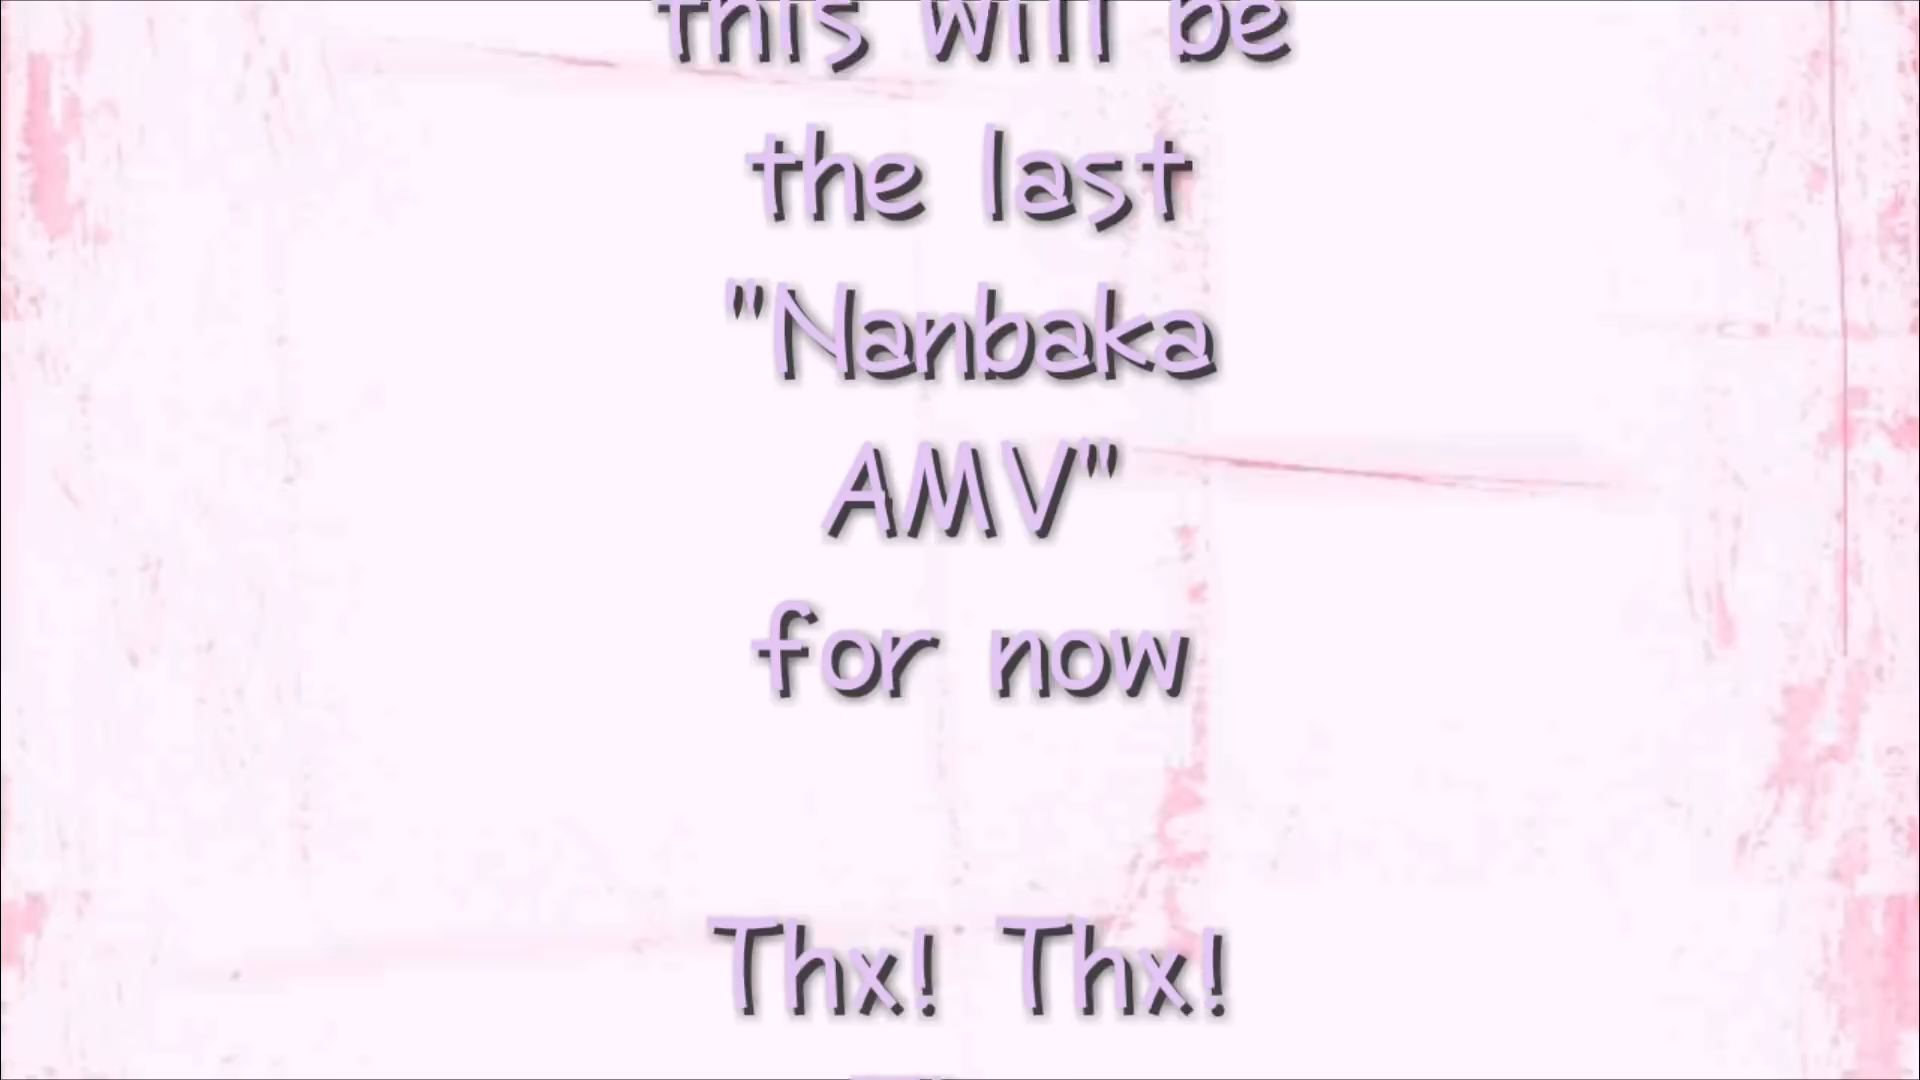 this will be
the last
"Nanbaka
AMV"
for now
Thx! Thx!